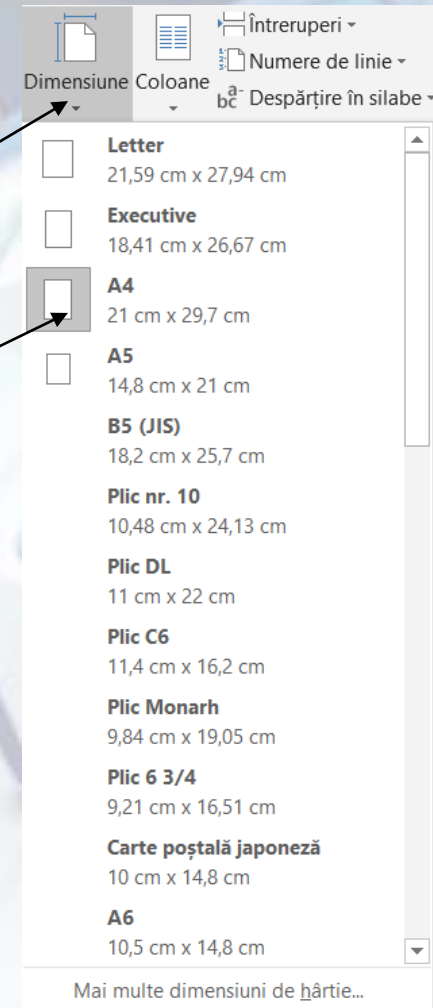 Întreruperi
Dimensiune Coloane
Numere de linie
Despărțire în silabe
Letter
21,59 cm x 27,94 cm
Executive
18,41 cm x 26,67 cm
A4
21 cm x 29,7 cm
A5
14,8 cm x 21 cm
B5 (JIS)
18,2 cm x 25,7 cm
Plic nr. 10
10,48 cm x 24,13 cm
Plic DL
11 cm x 22 cm
Plic C6
11,4 cm x 16,2 cm
Plic Monarh
9,84 cm x 19,05 cm
Plic 6 3/4
9,21 cm x 16,51 cm
Carte poștală japoneză
10 cm x 14,8 cm
A6
10,5 cm x 14,8 cm
Mai multe dimensiuni de hârtie...